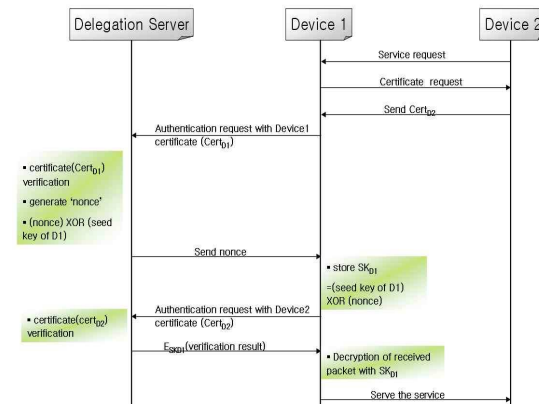 Delegation Server
Device 1
Device 2
Service request
Certificate request
Send Cert_D2
Authentication request with Device1
certificate (Cert_D1)
▪ certificate(Cert_D1)
verification
▪ generate 'nonce'
▪ (nonce) XOR (seed
key of D1)
Send nonce
▪ store SK_D1
=(seed key of D1)
XOR (nonce)
Authentication request with Device2
certificate (Cert_D2)
▪ certificate(cert_D2)
verification
E_SKD1(verification result)
▪ Decryption of received
packet with SK_D1
Serve the service